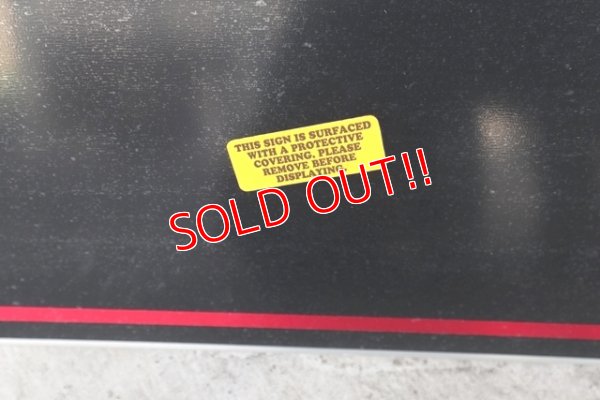 THIS SIGN IS SURFACED
WITH A PROTECTIVE
COVERING. PLEASE
REMOVE BEFORE
DISPLAYING.
SOLD OUT!!